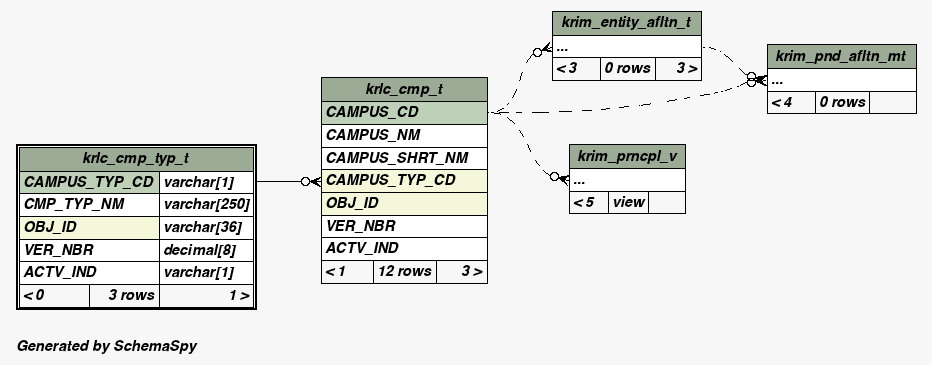 krim_entity_afltn_t
...
< 3 0 rows 3 >
krim_pnd_afltn_mt
...
< 4 0 rows
krlc_cmp_t
CAMPUS_CD
CAMPUS_NM
CAMPUS_SHRT_NM
CAMPUS_TYP_CD
OBJ_ID
VER_NBR
ACTV_IND
< 1 12 rows 3 >
krim_prncpl_v
...
< 5 view
krlc_cmp_typ_t
CAMPUS_TYP_CD varchar[1]
CMP_TYP_NM varchar[250]
OBJ_ID varchar[36]
VER_NBR decimal[8]
ACTV_IND varchar[1]
< 0 3 rows 1 >
Generated by SchemaSpy